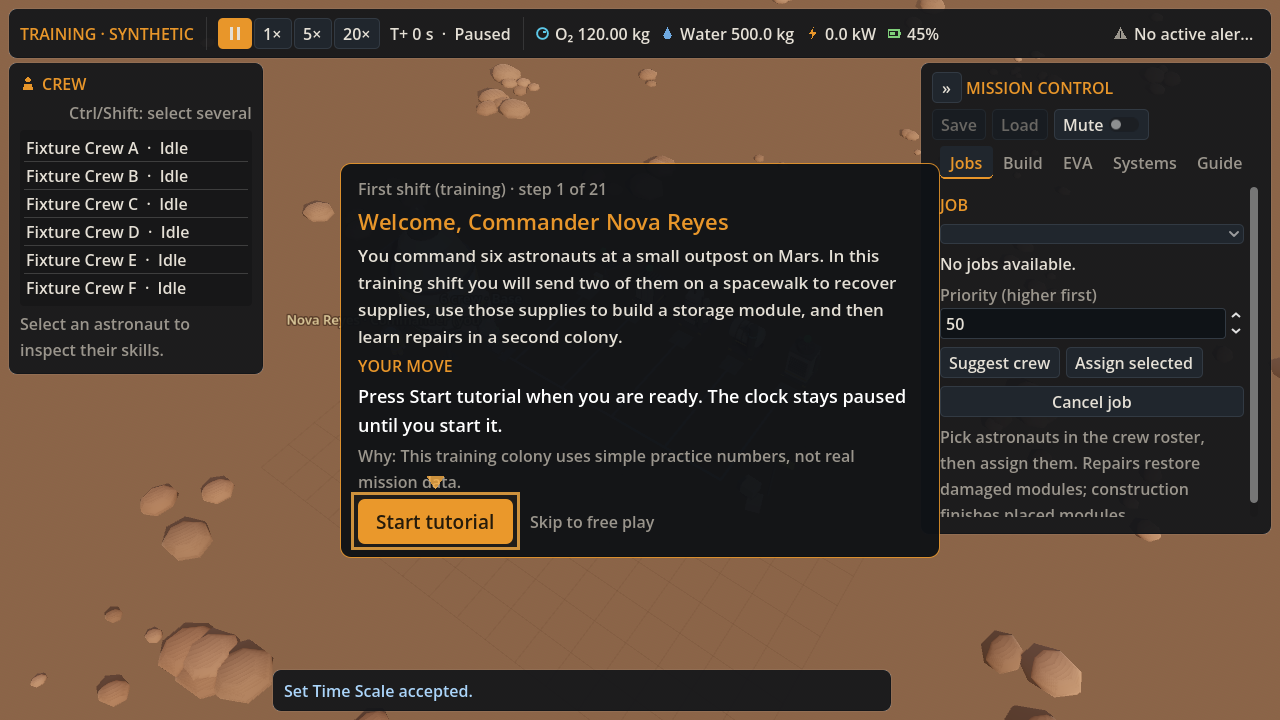 TRAINING · SYNTHETIC
1×
5×
20×
T+ 0 s · Paused
O₂ 120.00 kg
Water 500.0 kg
0.0 kW
45%
No active aler...
CREW
Ctrl/Shift: select several
Fixture Crew A · Idle
Fixture Crew B · Idle
Fixture Crew C · Idle
Fixture Crew D · Idle
Fixture Crew E · Idle
Fixture Crew F · Idle
Select an astronaut to
inspect their skills.
Nova Rey
First shift (training) · step 1 of 21
Welcome, Commander Nova Reyes
You command six astronauts at a small outpost on Mars. In this
training shift you will send two of them on a spacewalk to recover
supplies, use those supplies to build a storage module, and then
learn repairs in a second colony.
YOUR MOVE
Press Start tutorial when you are ready. The clock stays paused
until you start it.
Why: This training colony uses simple practice numbers, not real
mission data.
Start tutorial
Skip to free play
» MISSION CONTROL
Save
Load
Mute
Jobs
Build
EVA
Systems
Guide
JOB
No jobs available.
Priority (higher first)
50
Suggest crew
Assign selected
Cancel job
Pick astronauts in the crew roster,
then assign them. Repairs restore
damaged modules; construction
finishes placed modules.
Set Time Scale accepted.